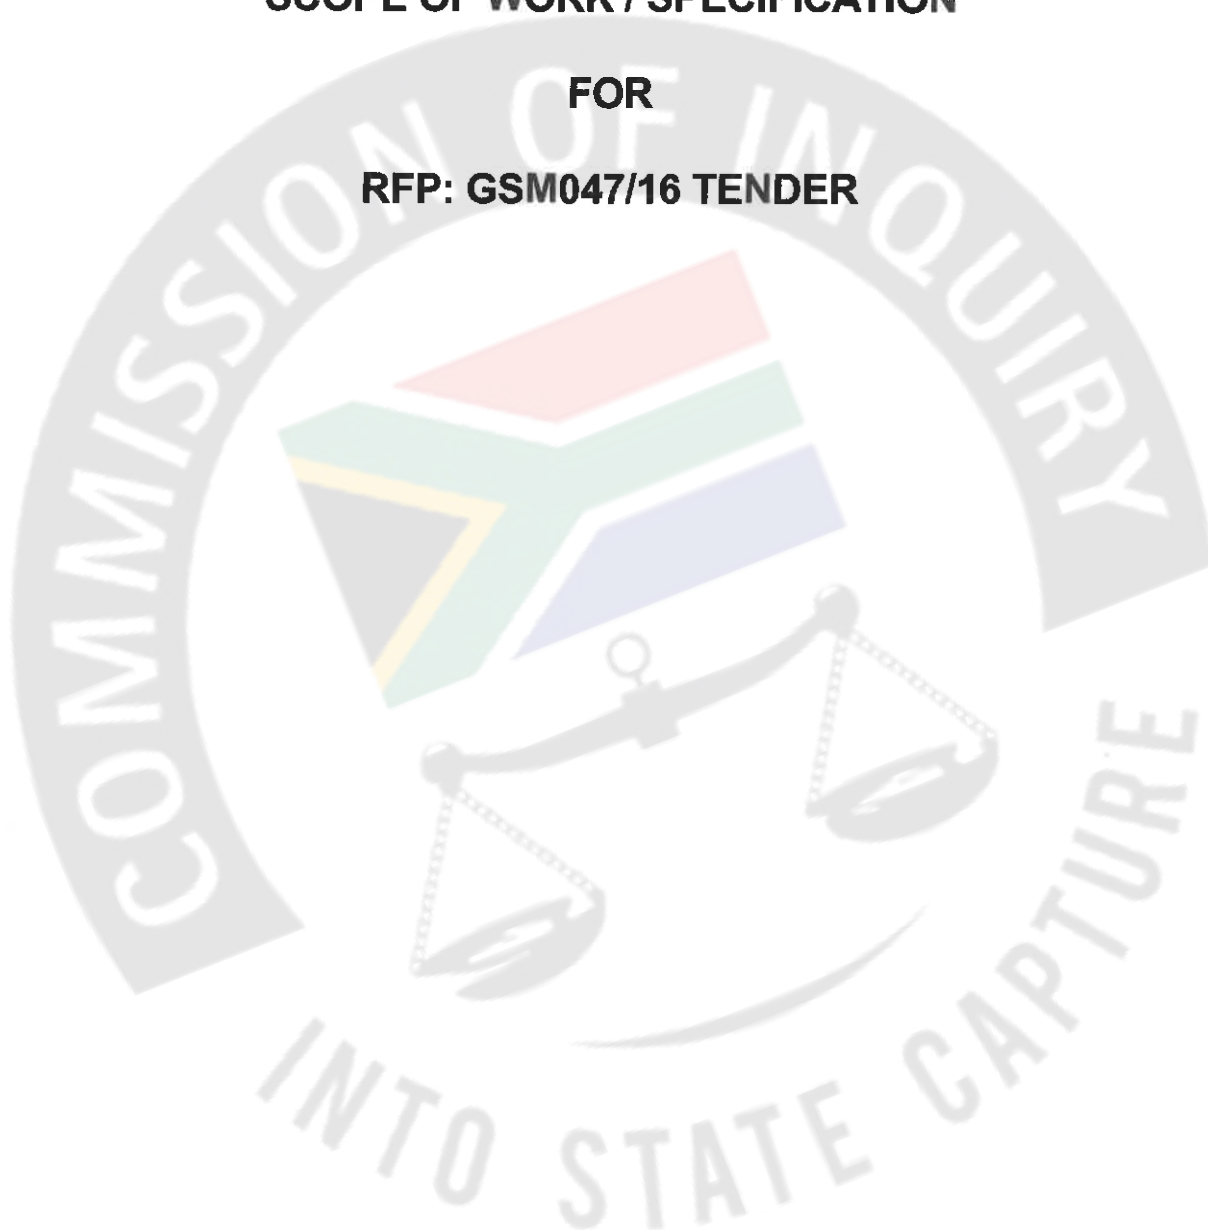 SCOPE OF WORK / SPECIFICATION
FOR
RFP: GSM047/16 TENDER
COMMISSION OF INQUIRY
INTO STATE CAPTURE